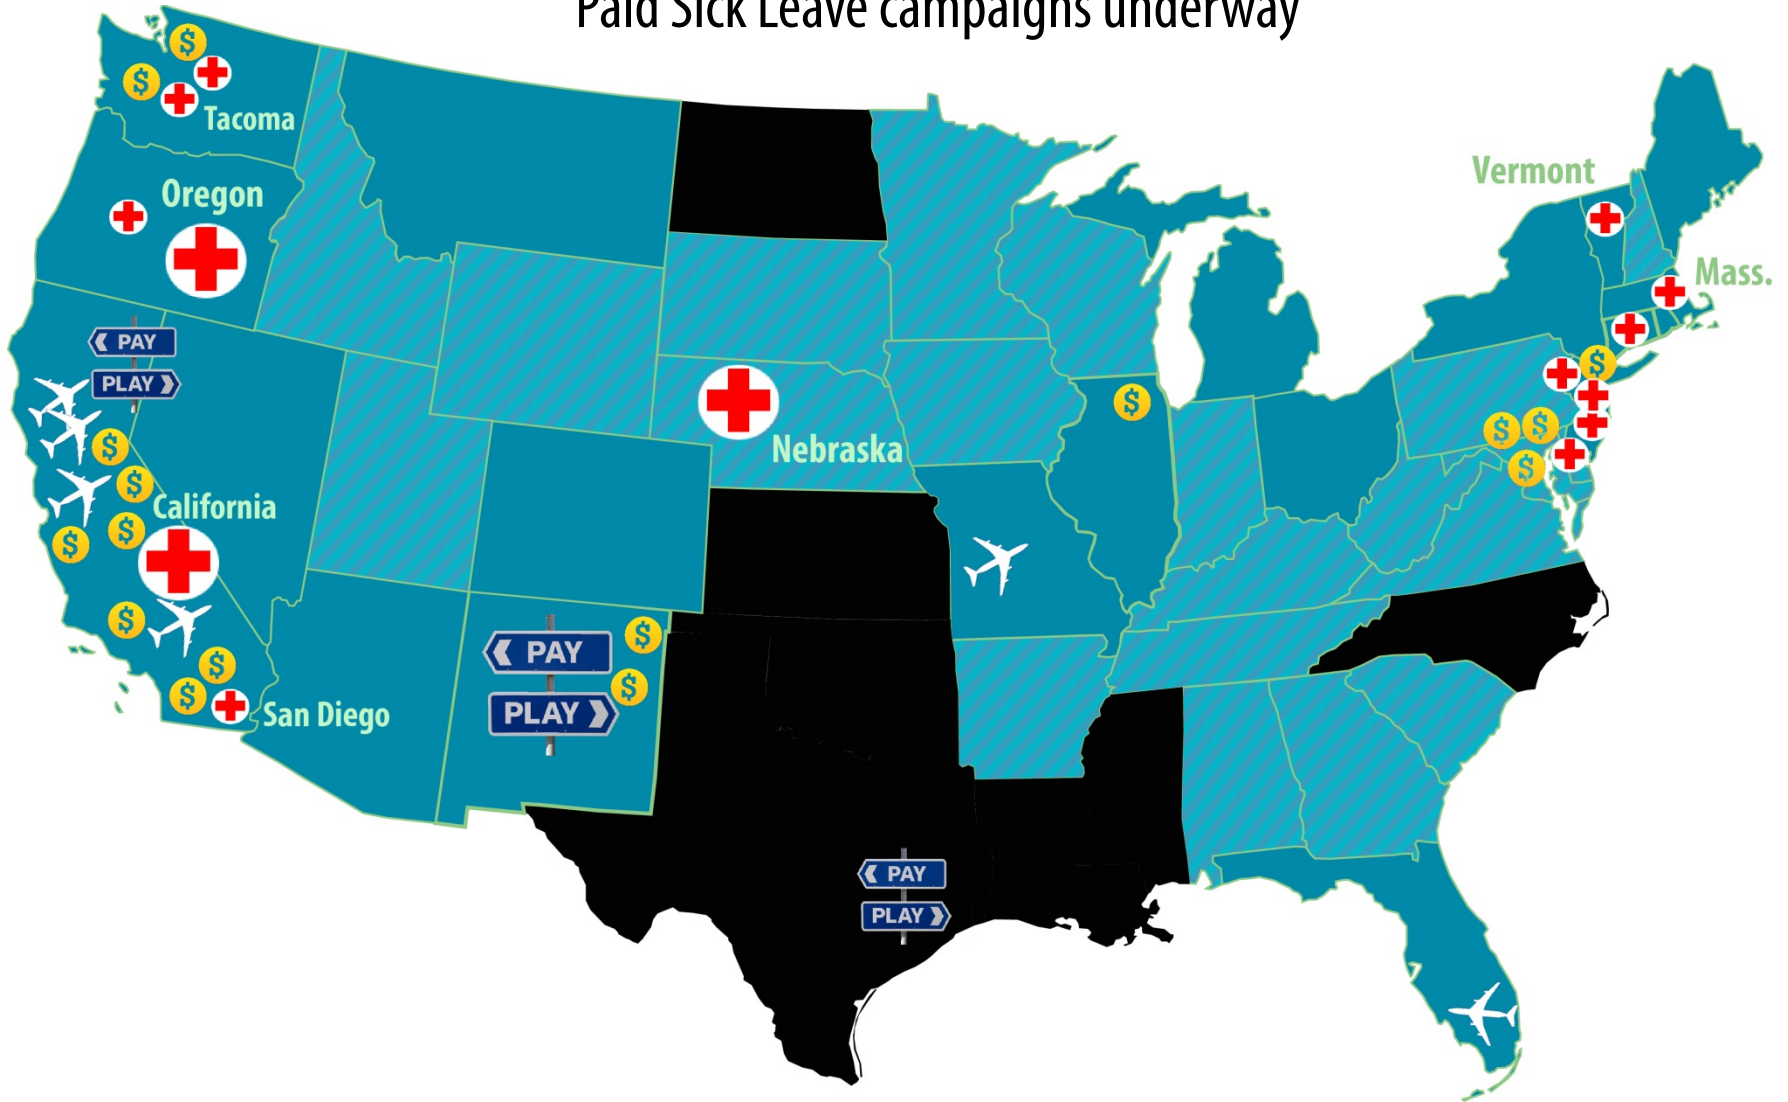 Paid Sick Leave campaigns underway
$
$
Tacoma
Vermont
Oregon
Mass.
PAY
PLAY
$
$
$
Nebraska
$
$
$
$
California
$
$
$
PAY
$
$
PLAY
$
$
San Diego
PAY
PLAY